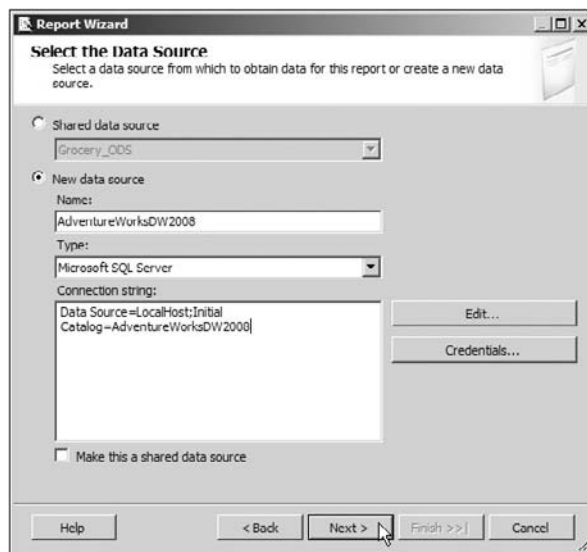 Report Wizard
Select the Data Source
Select a data source from which to obtain data for this report or create a new data
source.
Shared data source
Grocery_ODS
New data source
Name:
AdventureWorksDW2008
Type:
Microsoft SQL Server
Connection string:
Data Source=LocalHost;Initial
Catalog=AdventureWorksDW2008
Edit...
Credentials...
Make this a shared data source
Help
< Back
Next >
Finish >>|
Cancel